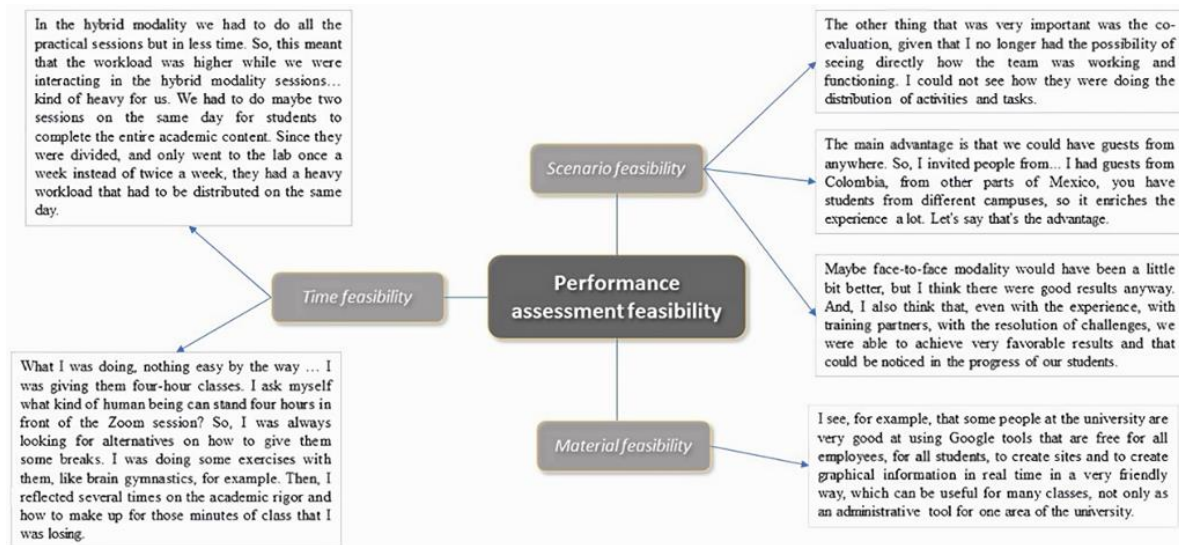 In the hybrid modality we had to do all the
practical sessions but in less time. So, this meant
that the workload was higher while we were
interacting in the hybrid modality sessions…
kind of heavy for us. We had to do maybe two
sessions on the same day for students to
complete the entire academic content. Since they
were divided, and only went to the lab once a
week instead of twice a week, they had a heavy
workload that had to be distributed on the same
day.
Time feasibility
What I was doing, nothing easy by the way … I
was giving them four-hour classes. I ask myself
what kind of human being can stand four hours in
front of the Zoom session? So, I was always
looking for alternatives on how to give them
some breaks. I was doing some exercises with
them, like brain gymnastics, for example. Then, I
reflected several times on the academic rigor and
how to make up for those minutes of class that I
was losing.
Performance
assessment feasibility
Scenario feasibility
The other thing that was very important was the co-
evaluation, given that I no longer had the possibility of
seeing directly how the team was working and
functioning. I could not see how they were doing the
distribution of activities and tasks.
The main advantage is that we could have guests from
anywhere. So, I invited people from… I had guests from
Colombia, from other parts of Mexico, you have
students from different campuses, so it enriches the
experience a lot. Let's say that's the advantage.
Maybe face-to-face modality would have been a little
bit better, but I think there were good results anyway.
And, I also think that, even with the experience, with
training partners, with the resolution of challenges, we
were able to achieve very favorable results and that
could be noticed in the progress of our students.
Material feasibility
I see, for example, that some people at the university are
very good at using Google tools that are free for all
employees, for all students, to create sites and to create
graphical information in real time in a very friendly
way, which can be useful for many classes, not only as
an administrative tool for one area of the university.